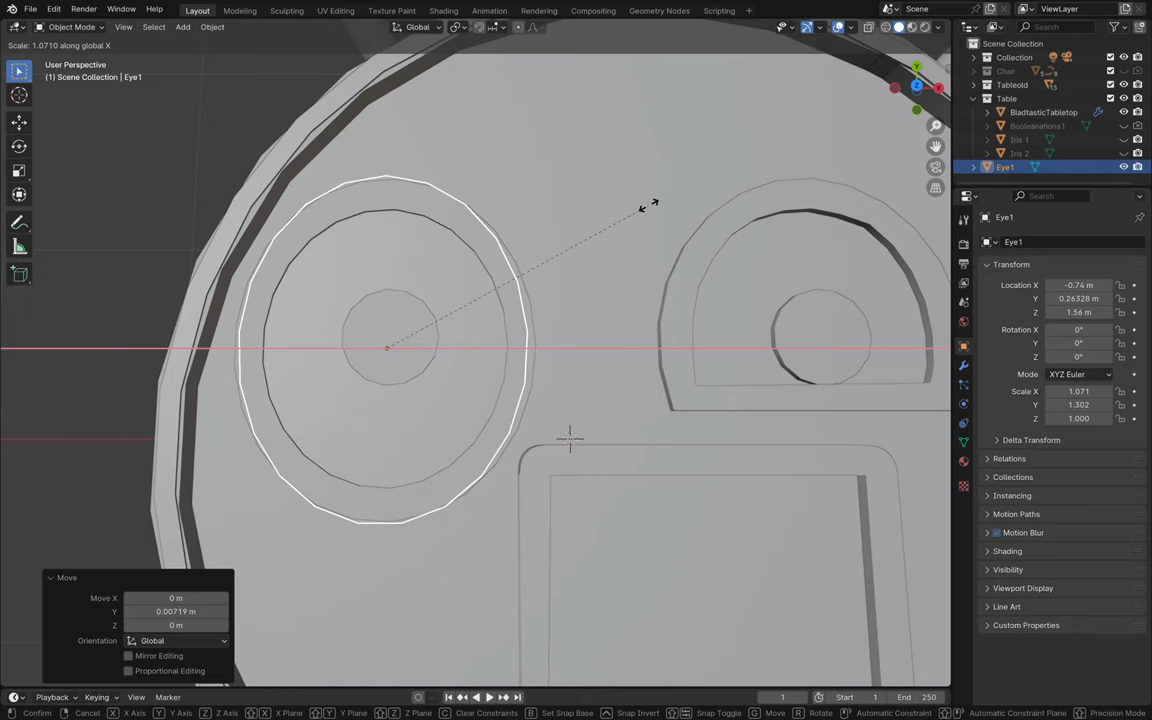 File Edit Render Window Help Layout Modeling Sculpting UV Editing Texture Paint Shading Animation Rendering Compositing Geometry Nodes Scripting Scene ViewLayer
Object Mode View Select Add Object Global Search
Scale: 1.0710 along global X
User Perspective
(1) Scene Collection | Eye1
Y
X
Z
Scene Collection
Collection
Chair 5 8
Tableold 15
Table
BladtasticTabletop
Booleanations1
Iris 1
Iris 2
Eye1
Search
Eye1
Eye1
Transform
Location X -0.74 m
Y 0.26328 m
Z 1.56 m
Rotation X 0°
Y 0°
Z 0°
Mode XYZ Euler
Scale X 1.071
Y 1.302
Z 1.000
Delta Transform
Relations
Collections
Instancing
Motion Paths
Motion Blur
Shading
Visibility
Viewport Display
Line Art
Custom Properties
Move
Move X 0 m
Y 0.00719 m
Z 0 m
Orientation Global
Mirror Editing
Proportional Editing
Playback Keying View Marker 1 Start 1 End 250
Confirm Cancel X X Axis Y Y Axis Z Z Axis X X Plane Y Y Plane Z Z Plane C Clear Constraints B Set Snap Base Snap Invert Snap Toggle G Move R Rotate Automatic Constraint Automatic Constraint Plane Precision Mode